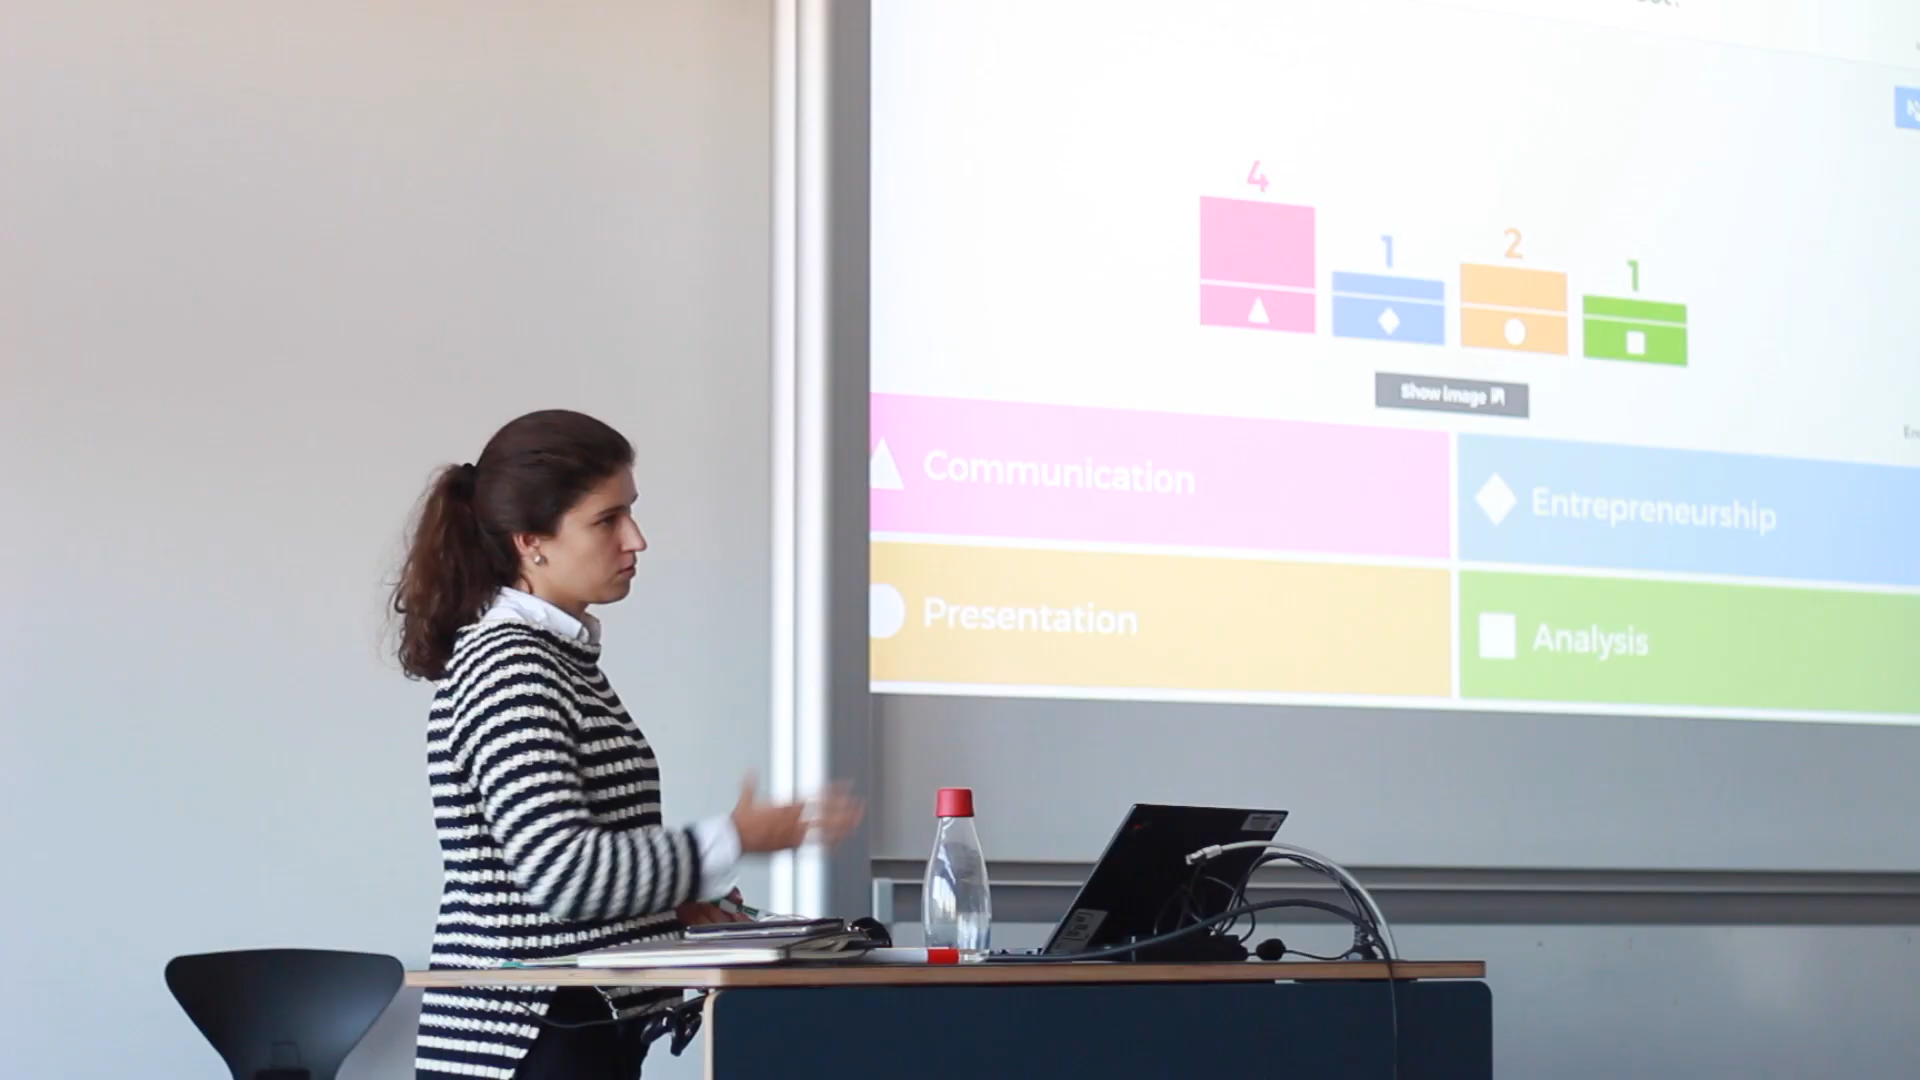 4
1
2
1
Show image
Communication
Entrepreneurship
Presentation
Analysis